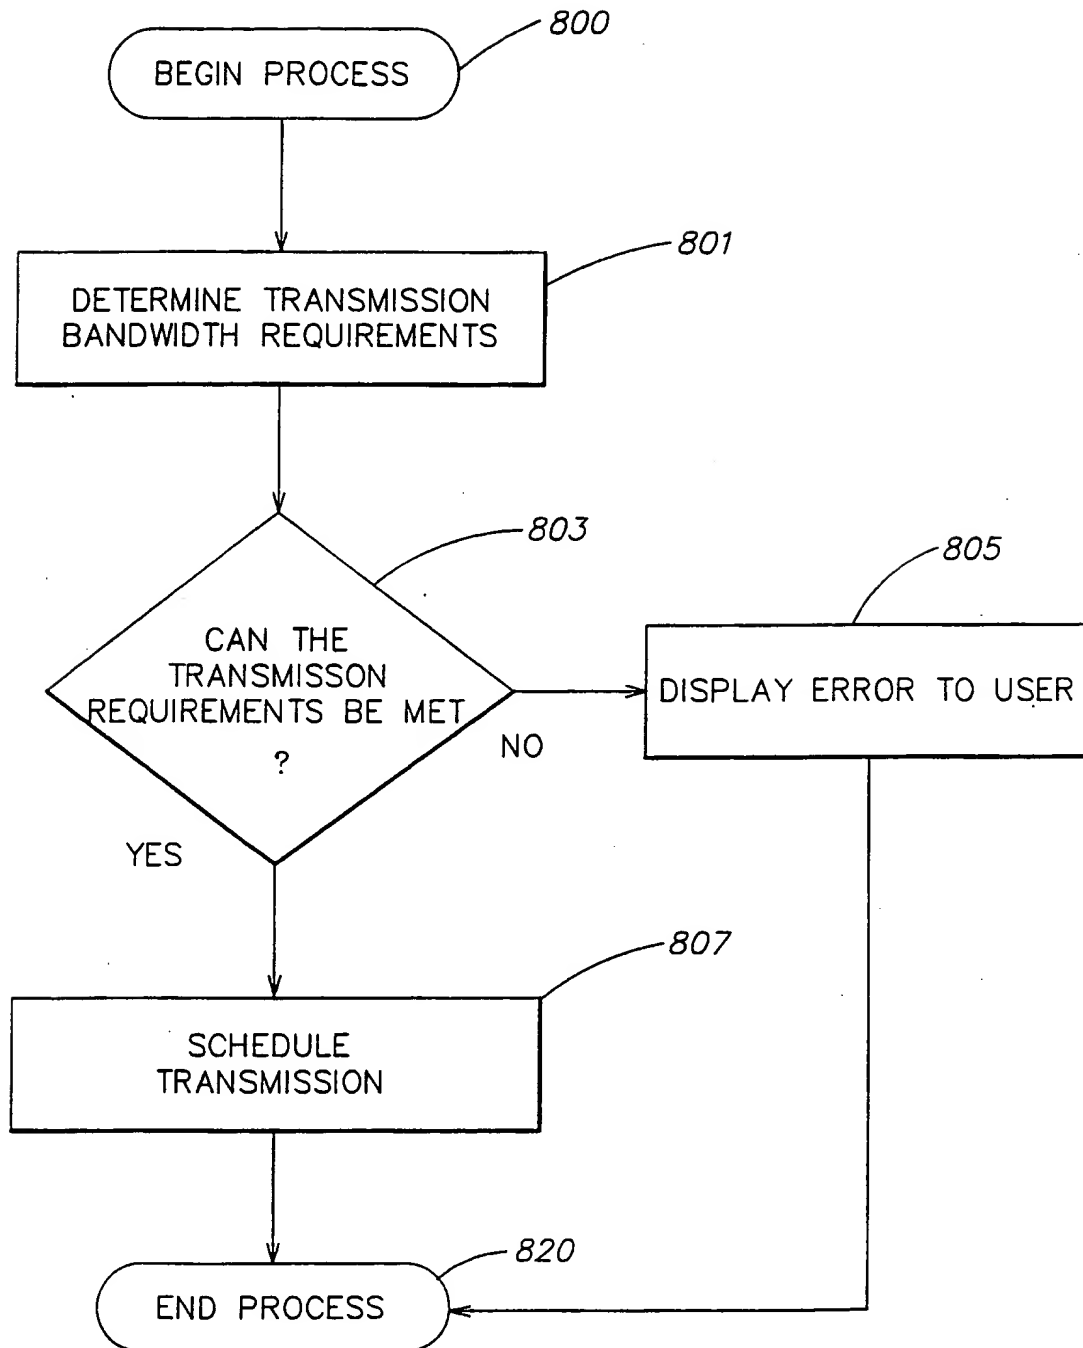 800
BEGIN PROCESS
801
DETERMINE TRANSMISSION
BANDWIDTH REQUIREMENTS
803
CAN THE
TRANSMISSON
REQUIREMENTS BE MET
?
NO
805
DISPLAY ERROR TO USER
YES
807
SCHEDULE
TRANSMISSION
820
END PROCESS